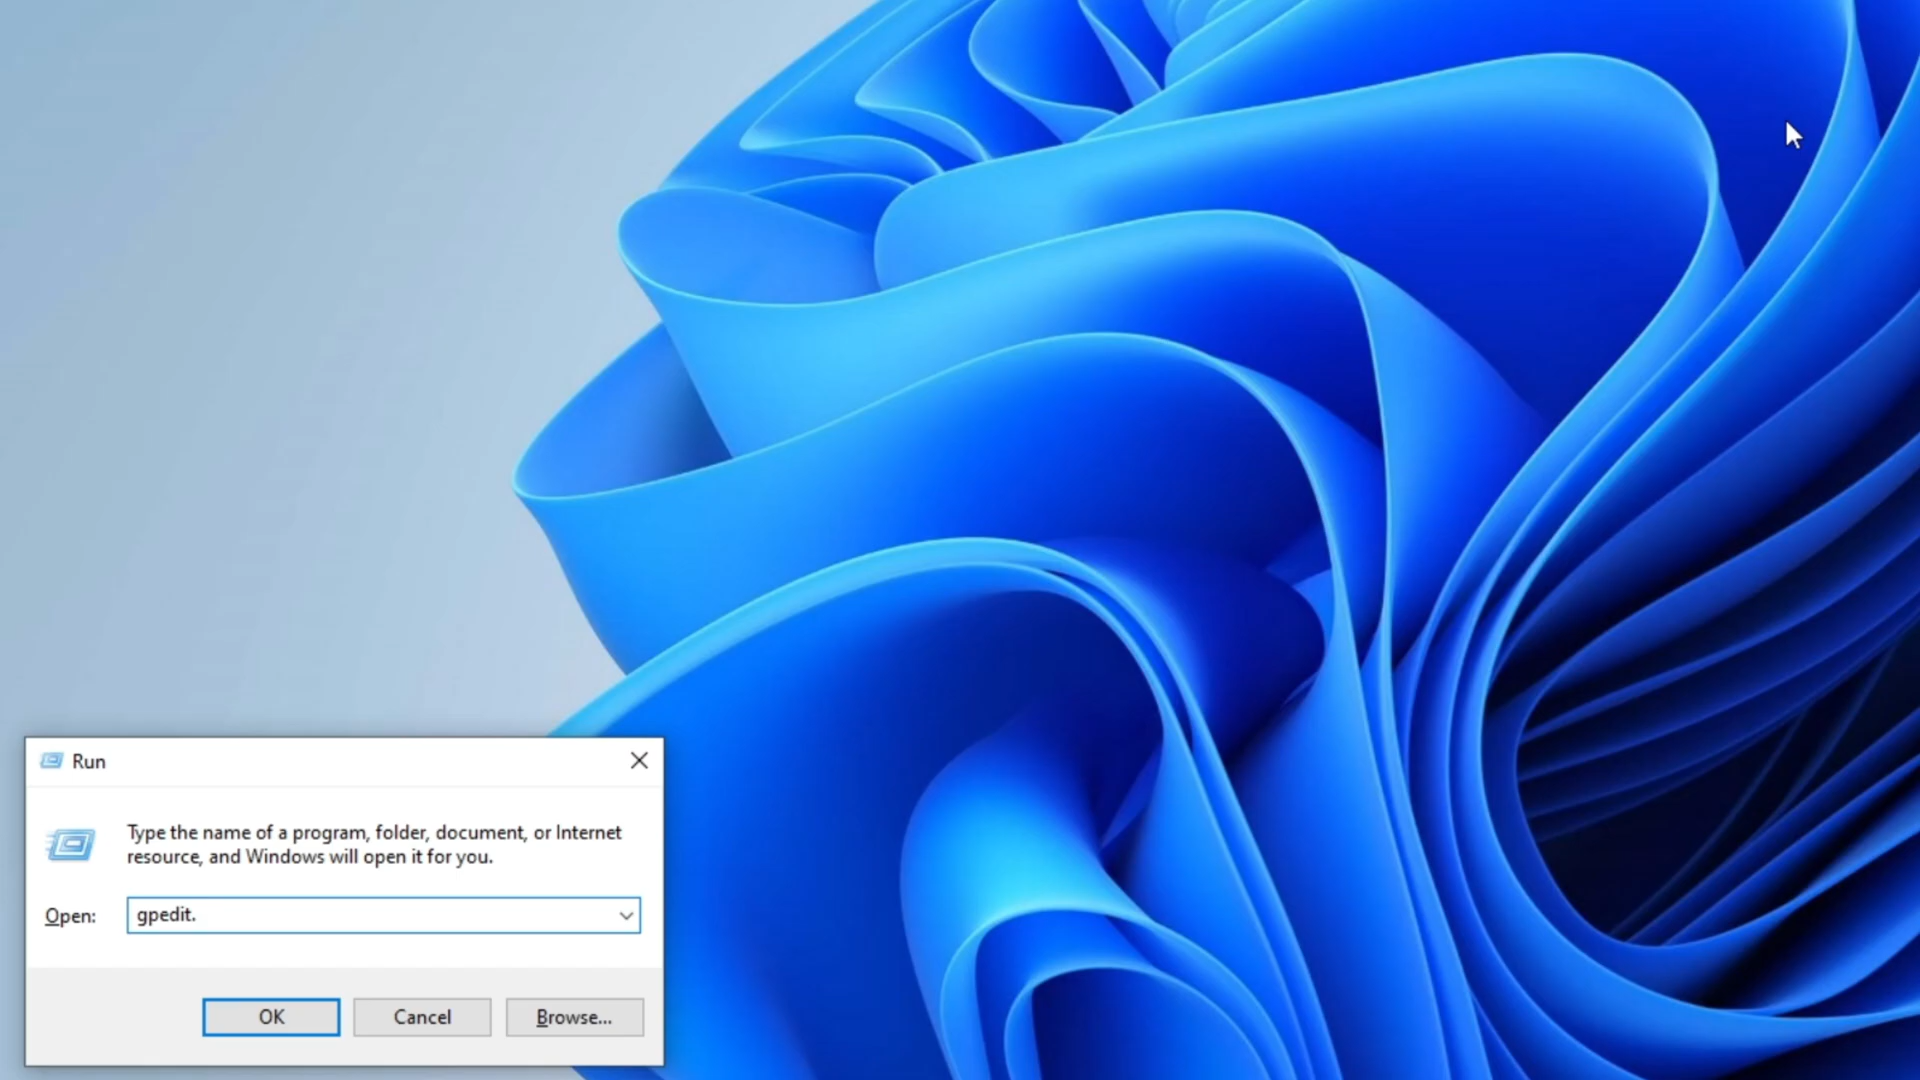 Run
Type the name of a program, folder, document, or Internet
resource, and Windows will open it for you.
Open: gpedit.
OK Cancel Browse...